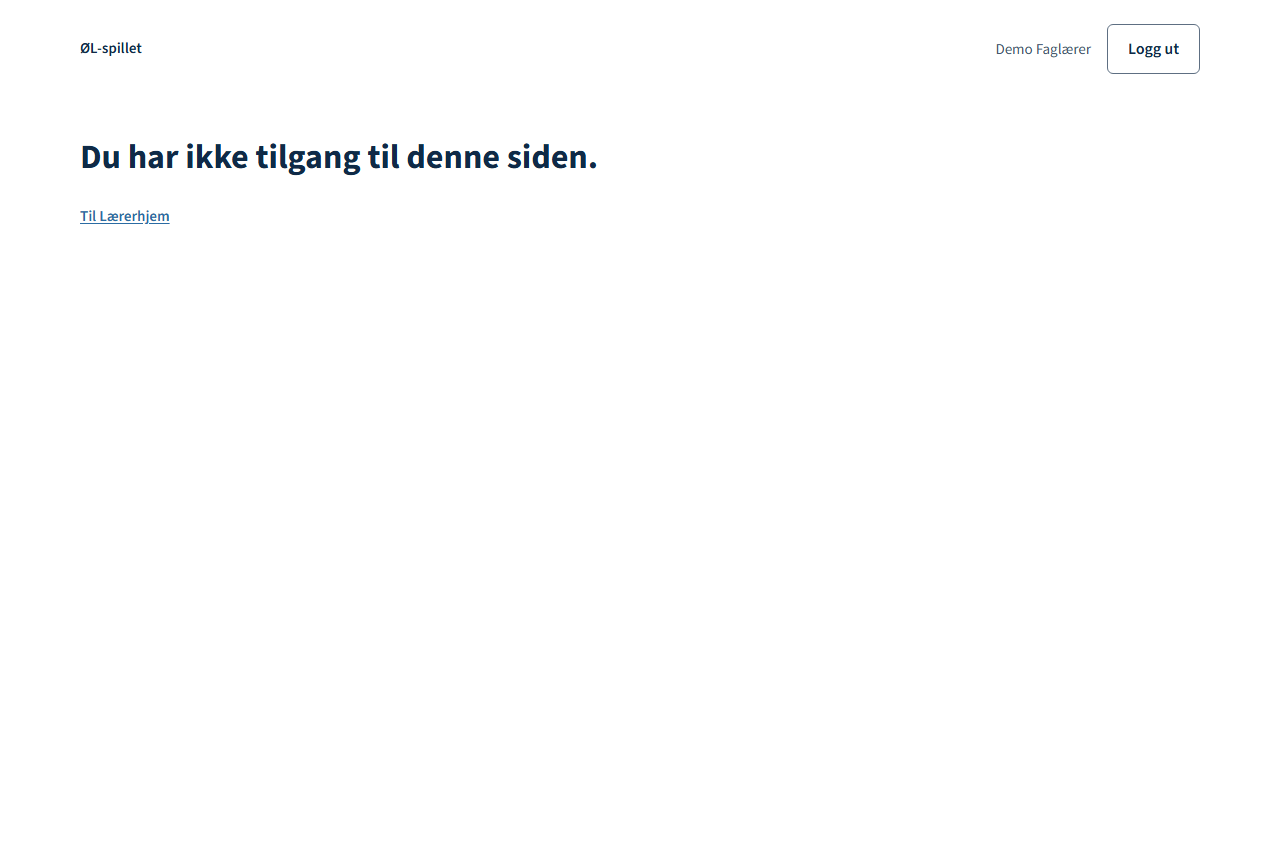 ØL-spillet
Demo Faglærer
Logg ut
Du har ikke tilgang til denne siden.
Til Lærerhjem